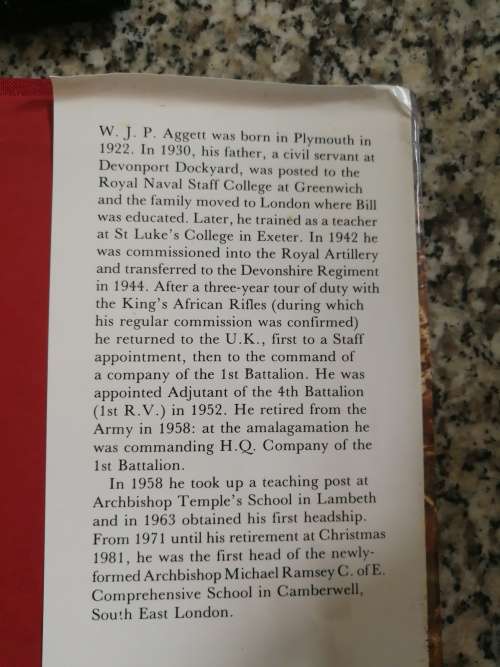 W. J. P. Aggett was born in Plymouth in
1922. In 1930, his father, a civil servant at
Devonport Dockyard, was posted to the
Royal Naval Staff College at Greenwich
and the family moved to London where Bill
was educated. Later, he trained as a teacher
at St Luke's College in Exeter. In 1942 he
was commissioned into the Royal Artillery
and transferred to the Devonshire Regiment
in 1944. After a three-year tour of duty with
the King's African Rifles (during which
his regular commission was confirmed)
he returned to the U.K., first to a Staff
appointment, then to the command of
a company of the 1st Battalion. He was
appointed Adjutant of the 4th Battalion
(1st R.V.) in 1952. He retired from the
Army in 1958: at the amalagamation he
was commanding H.Q. Company of the
1st Battalion.
In 1958 he took up a teaching post at
Archbishop Temple's School in Lambeth
and in 1963 obtained his first headship.
From 1971 until his retirement at Christmas
1981, he was the first head of the newly-
formed Archbishop Michael Ramsey C. of E.
Comprehensive School in Camberwell,
South East London.